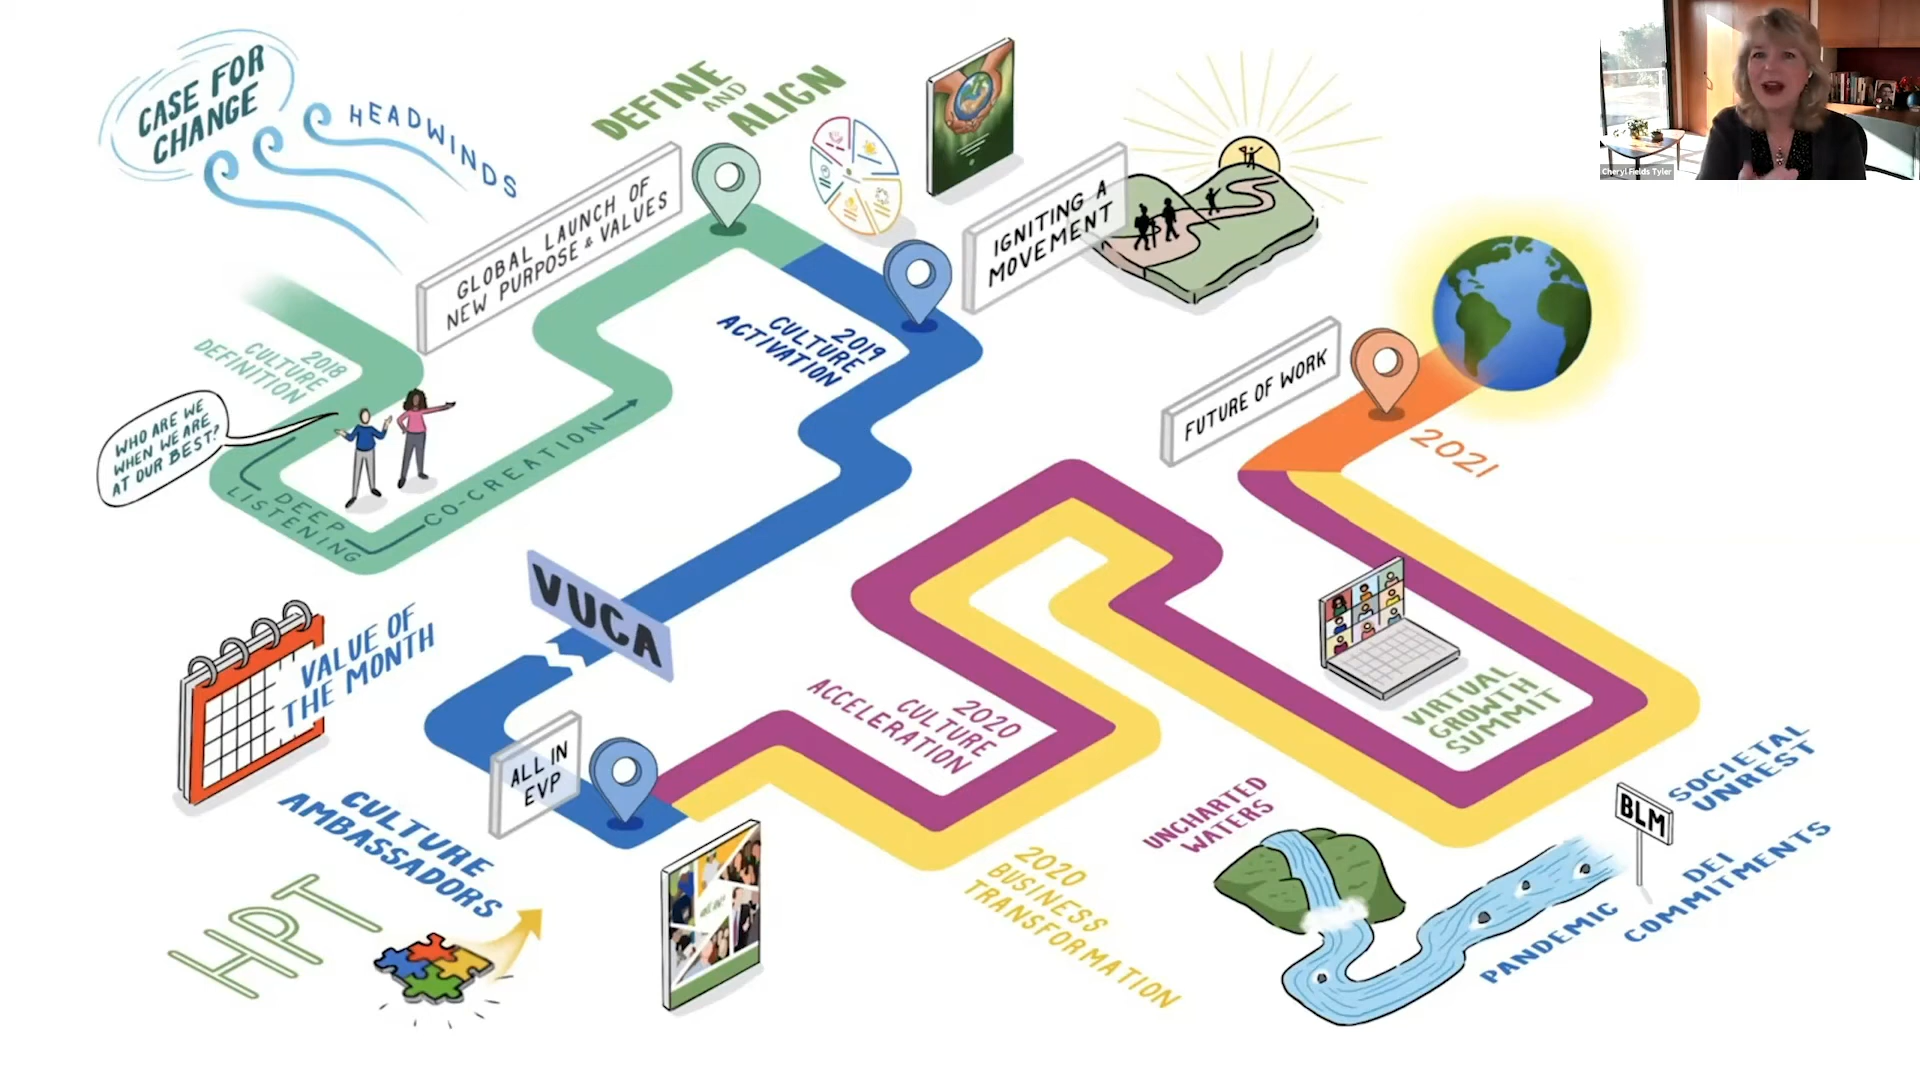 CASE FOR
CHANGE
HEADWINDS
DEFINE
AND
ALIGN
GLOBAL LAUNCH OF
NEW PURPOSE & VALUES
IGNITING A
MOVEMENT
Cheryl Fields Tyler
2018
CULTURE
DEFINITION
WHO ARE WE
WHEN WE ARE
AT OUR BEST?
DEEP
LISTENING
CO-CREATION
2019
CULTURE
ACTIVATION
FUTURE OF WORK
2021
VUCA
VALUE OF
THE MONTH
ALL IN
EVP
CULTURE
AMBASSADORS
HPT
2020
CULTURE
ACCELERATION
2020
BUSINESS
TRANSFORMATION
VIRTUAL
GROWTH
SUMMIT
UNCHARTED
WATERS
BLM
SOCIETAL
UNREST
DEI
COMMITMENTS
PANDEMIC